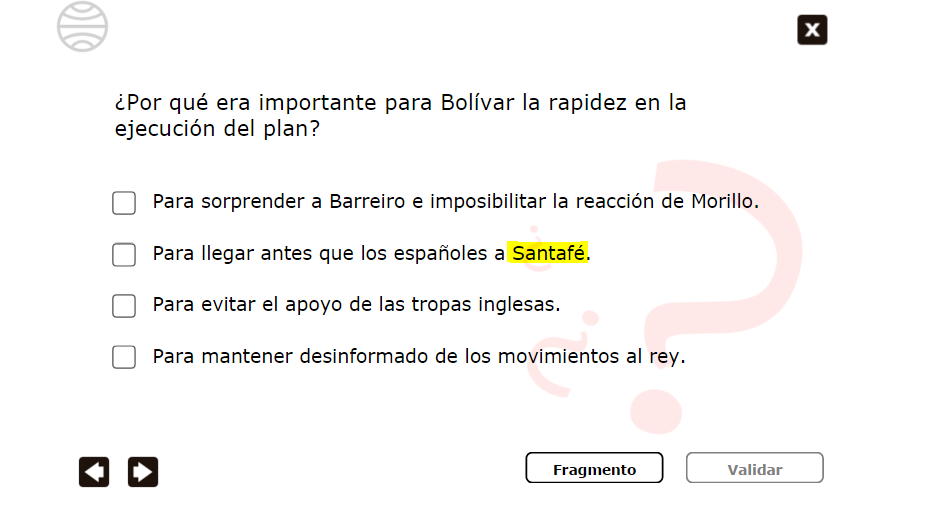 X
¿Por qué era importante para Bolívar la rapidez en la
ejecución del plan?
Para sorprender a Barreiro e imposibilitar la reacción de Morillo.
Para llegar antes que los españoles a Santafé.
Para evitar el apoyo de las tropas inglesas.
Para mantener desinformado de los movimientos al rey.
Fragmento
Validar